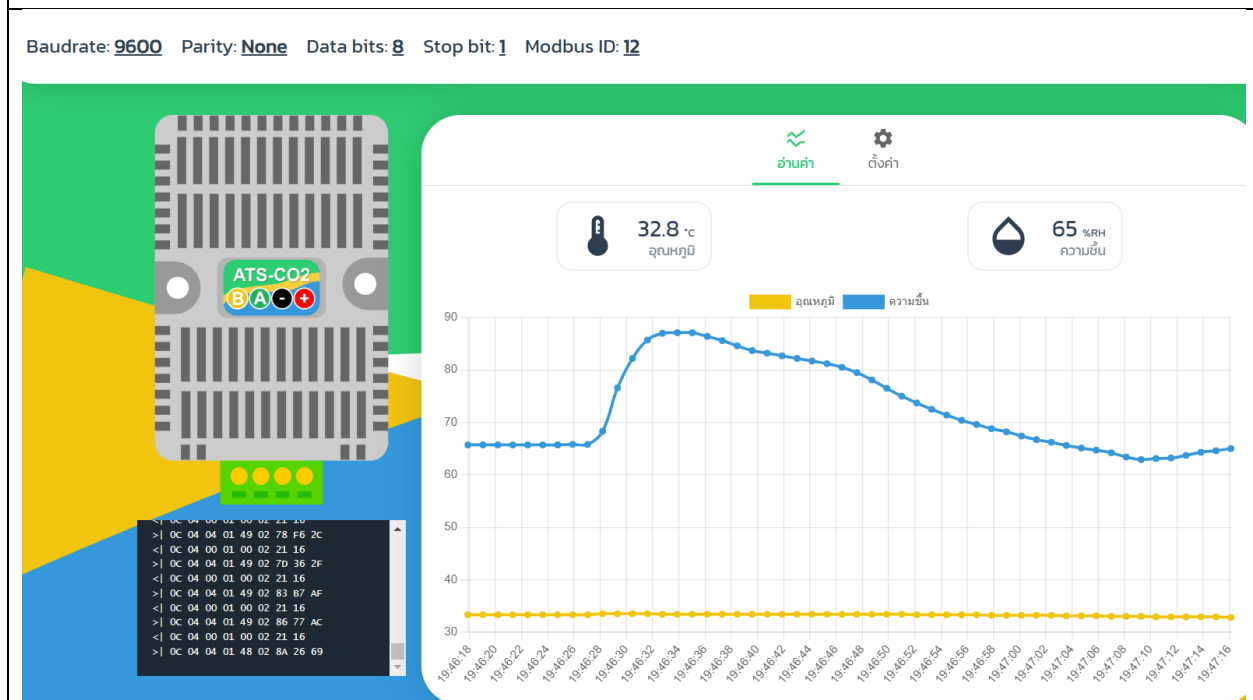 Baudrate: 9600 Parity: None Data bits: 8 Stop bit: 1 Modbus ID: 12
อ่านค่า ตั้งค่า
32.8 °C
อุณหภูมิ
65 %RH
ความชื้น
ATS-CO2
B A - +
อุณหภูมิ ความชื้น
90
80
70
60
50
40
30
19:46:18 19:46:20 19:46:22 19:46:24 19:46:26 19:46:28 19:46:30 19:46:32 19:46:34 19:46:36 19:46:38 19:46:40 19:46:42 19:46:44 19:46:46 19:46:48 19:46:50 19:46:52 19:46:54 19:46:56 19:46:58 19:47:00 19:47:02 19:47:04 19:47:06 19:47:08 19:47:10 19:47:12 19:47:14 19:47:16
<| 0C 04 00 01 00 02 21 16
>| 0C 04 04 01 49 02 78 F6 2C
<| 0C 04 00 01 00 02 21 16
>| 0C 04 04 01 49 02 7D 36 2F
<| 0C 04 00 01 00 02 21 16
>| 0C 04 04 01 49 02 83 B7 AF
<| 0C 04 00 01 00 02 21 16
>| 0C 04 04 01 49 02 86 77 AC
<| 0C 04 00 01 00 02 21 16
>| 0C 04 04 01 48 02 8A 26 69